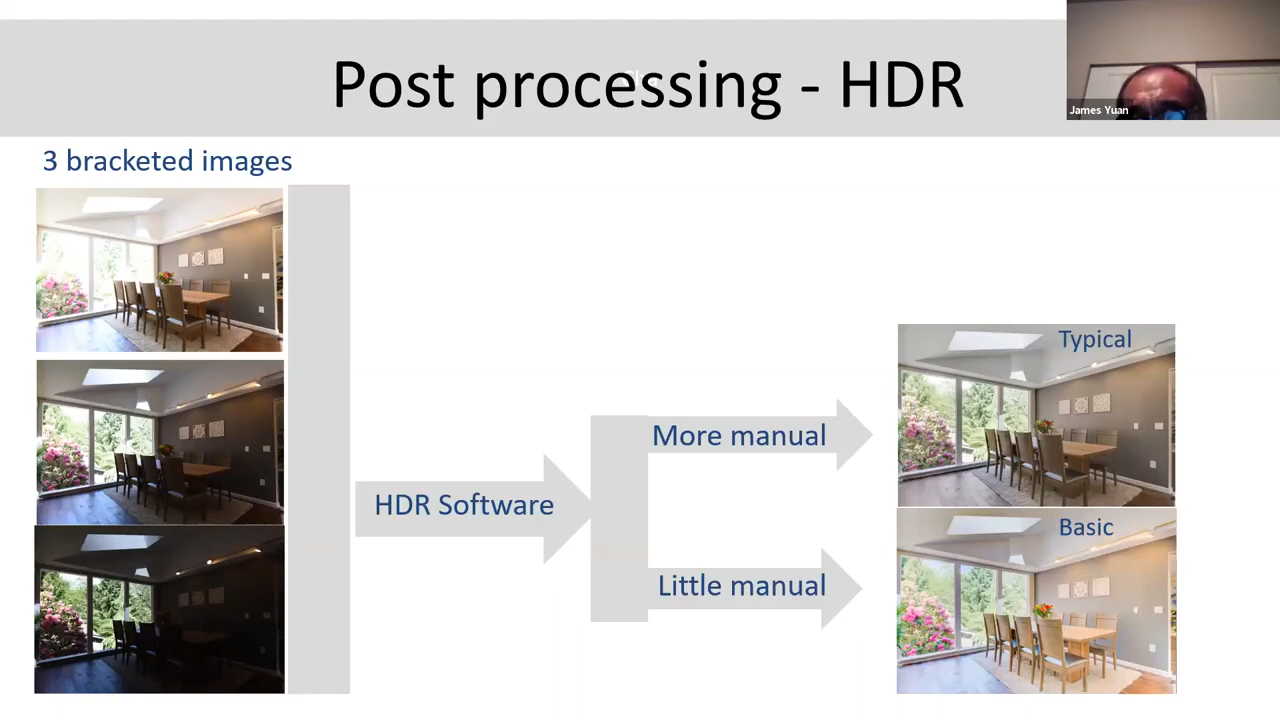 Post processing - HDR
James Yuan
3 bracketed images
Typical
More manual
HDR Software
Basic
Little manual